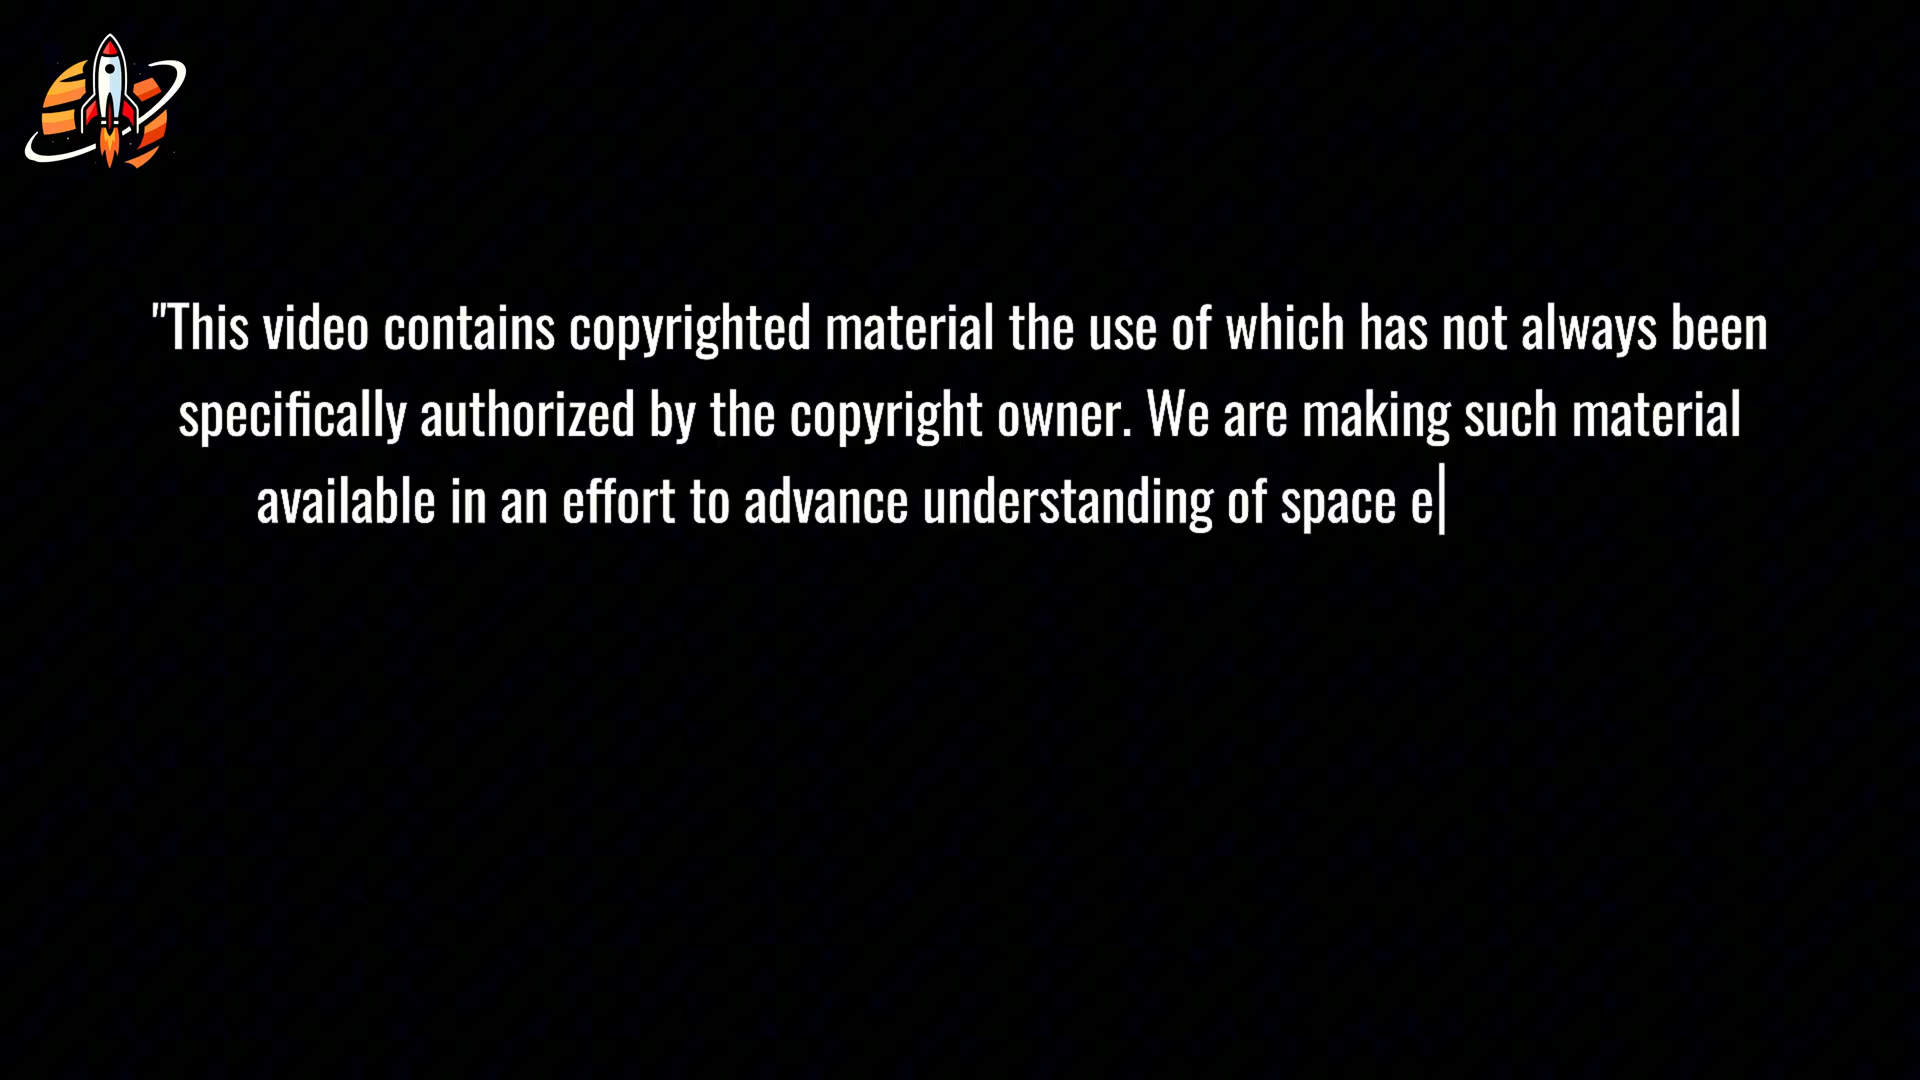 "This video contains copyrighted material the use of which has not always been
specifically authorized by the copyright owner. We are making such material
available in an effort to advance understanding of space e